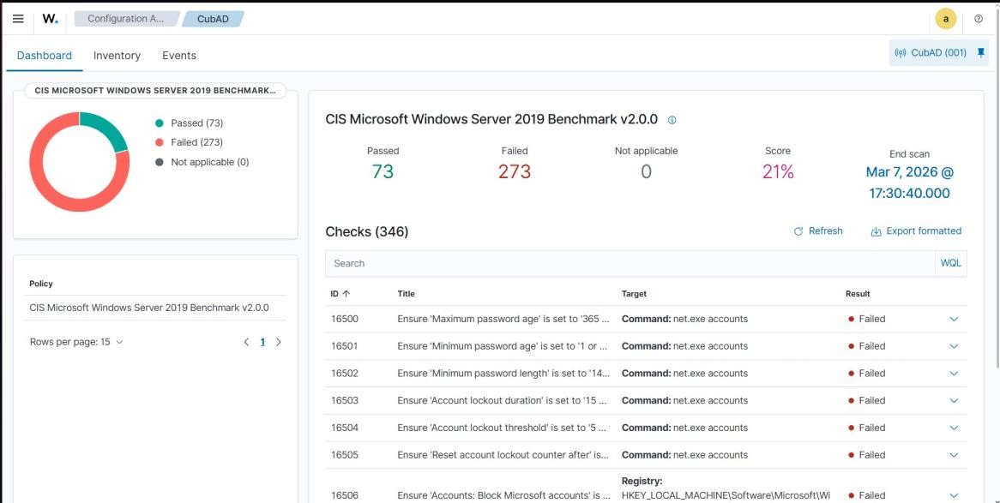 W. Configuration A... CubAD a
Dashboard Inventory Events CubAD (001)
CIS MICROSOFT WINDOWS SERVER 2019 BENCHMARK...
Passed (73)
Failed (273)
Not applicable (0)
Policy
CIS Microsoft Windows Server 2019 Benchmark v2.0.0
Rows per page: 15 1
CIS Microsoft Windows Server 2019 Benchmark v2.0.0
Passed Failed Not applicable Score End scan
73 273 0 21% Mar 7, 2026 @
17:30:40.000
Checks (346) Refresh Export formatted
Search WQL
ID Title Target Result
16500 Ensure 'Maximum password age' is set to '365 ... Command: net.exe accounts Failed
16501 Ensure 'Minimum password age' is set to '1 or ... Command: net.exe accounts Failed
16502 Ensure 'Minimum password length' is set to '14... Command: net.exe accounts Failed
16503 Ensure 'Account lockout duration' is set to '15 ... Command: net.exe accounts Failed
16504 Ensure 'Account lockout threshold' is set to '5 ... Command: net.exe accounts Failed
16505 Ensure 'Reset account lockout counter after' is... Command: net.exe accounts Failed
Registry:
16506 Ensure 'Accounts: Block Microsoft accounts' is ... HKEY_LOCAL_MACHINE\Software\Microsoft\Wi Failed